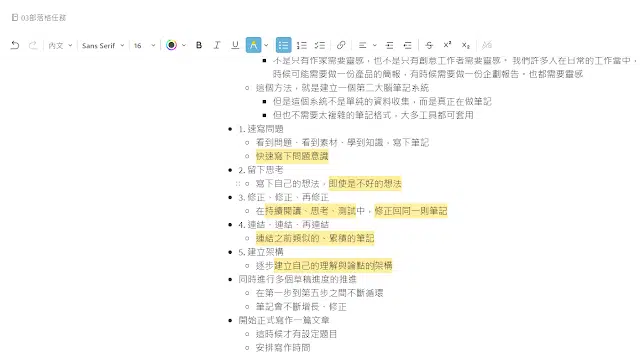 03部落格任務
內文 Sans Serif 16 B I U A
不是只有作家需要靈感，也不是只有創意工作者需要靈感。我們許多人在日常的工作當中，
時候可能需要做一份產品的簡報，有時候需要做一份企劃報告。也都需要靈感
這個方法，就是建立一個第二大腦筆記系統
但是這個系統不是單純的資料收集，而是真正在做筆記
但也不需要太複雜的筆記格式，大多工具都可套用
1. 速寫問題
看到問題、看到素材、學到知識，寫下筆記
快速寫下問題意識
2. 留下思考
寫下自己的想法，即使是不好的想法
3. 修正、修正、再修正
在持續閱讀、思考、測試中，修正回同一則筆記
4. 連結、連結、再連結
連結之前類似的、累積的筆記
5. 建立架構
逐步建立自己的理解與論點的架構
同時進行多個草稿進度的推進
在第一步到第五步之間不斷循環
筆記會不斷增長、修正
開始正式寫作一篇文章
這時候才有設定題目
安排寫作時間